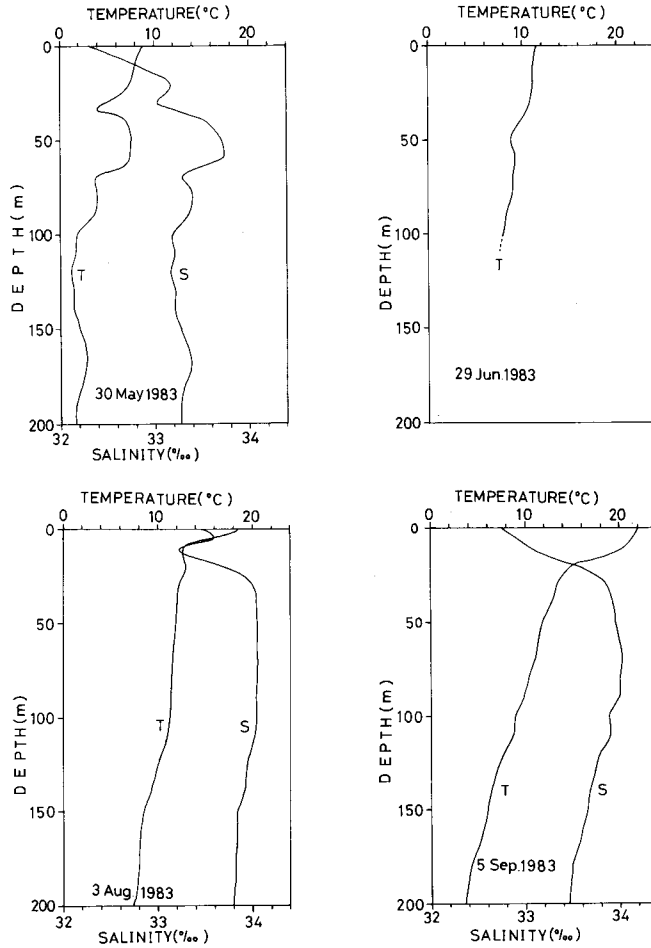 TEMPERATURE(°C)
0 10 20
0
50
100
150
200
DEPTH(m)
T S
30 May 1983
32 33 34
SALINITY(‰)
TEMPERATURE(°C)
0 10 20
0
50
100
150
200
DEPTH(m)
T
29 Jun.1983
TEMPERATURE(°C)
0 10 20
0
50
100
150
200
DEPTH(m)
T S
3 Aug. 1983
32 33 34
SALINITY(‰)
TEMPERATURE(°C)
0 10 20
0
50
100
150
200
DEPTH(m)
T S
5 Sep.1983
32 33 34
SALINITY(‰)